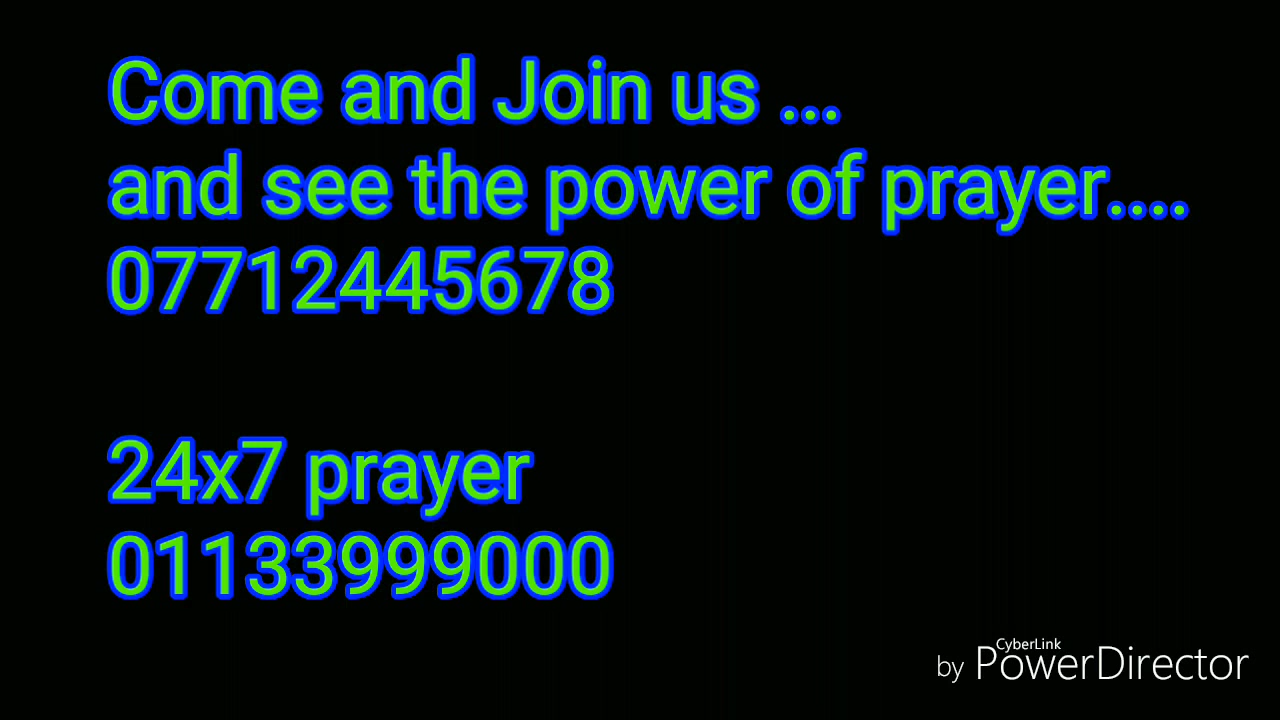 Come and Join us ...
and see the power of prayer....
07712445678
24x7 prayer
01133999000
CyberLink
by PowerDirector